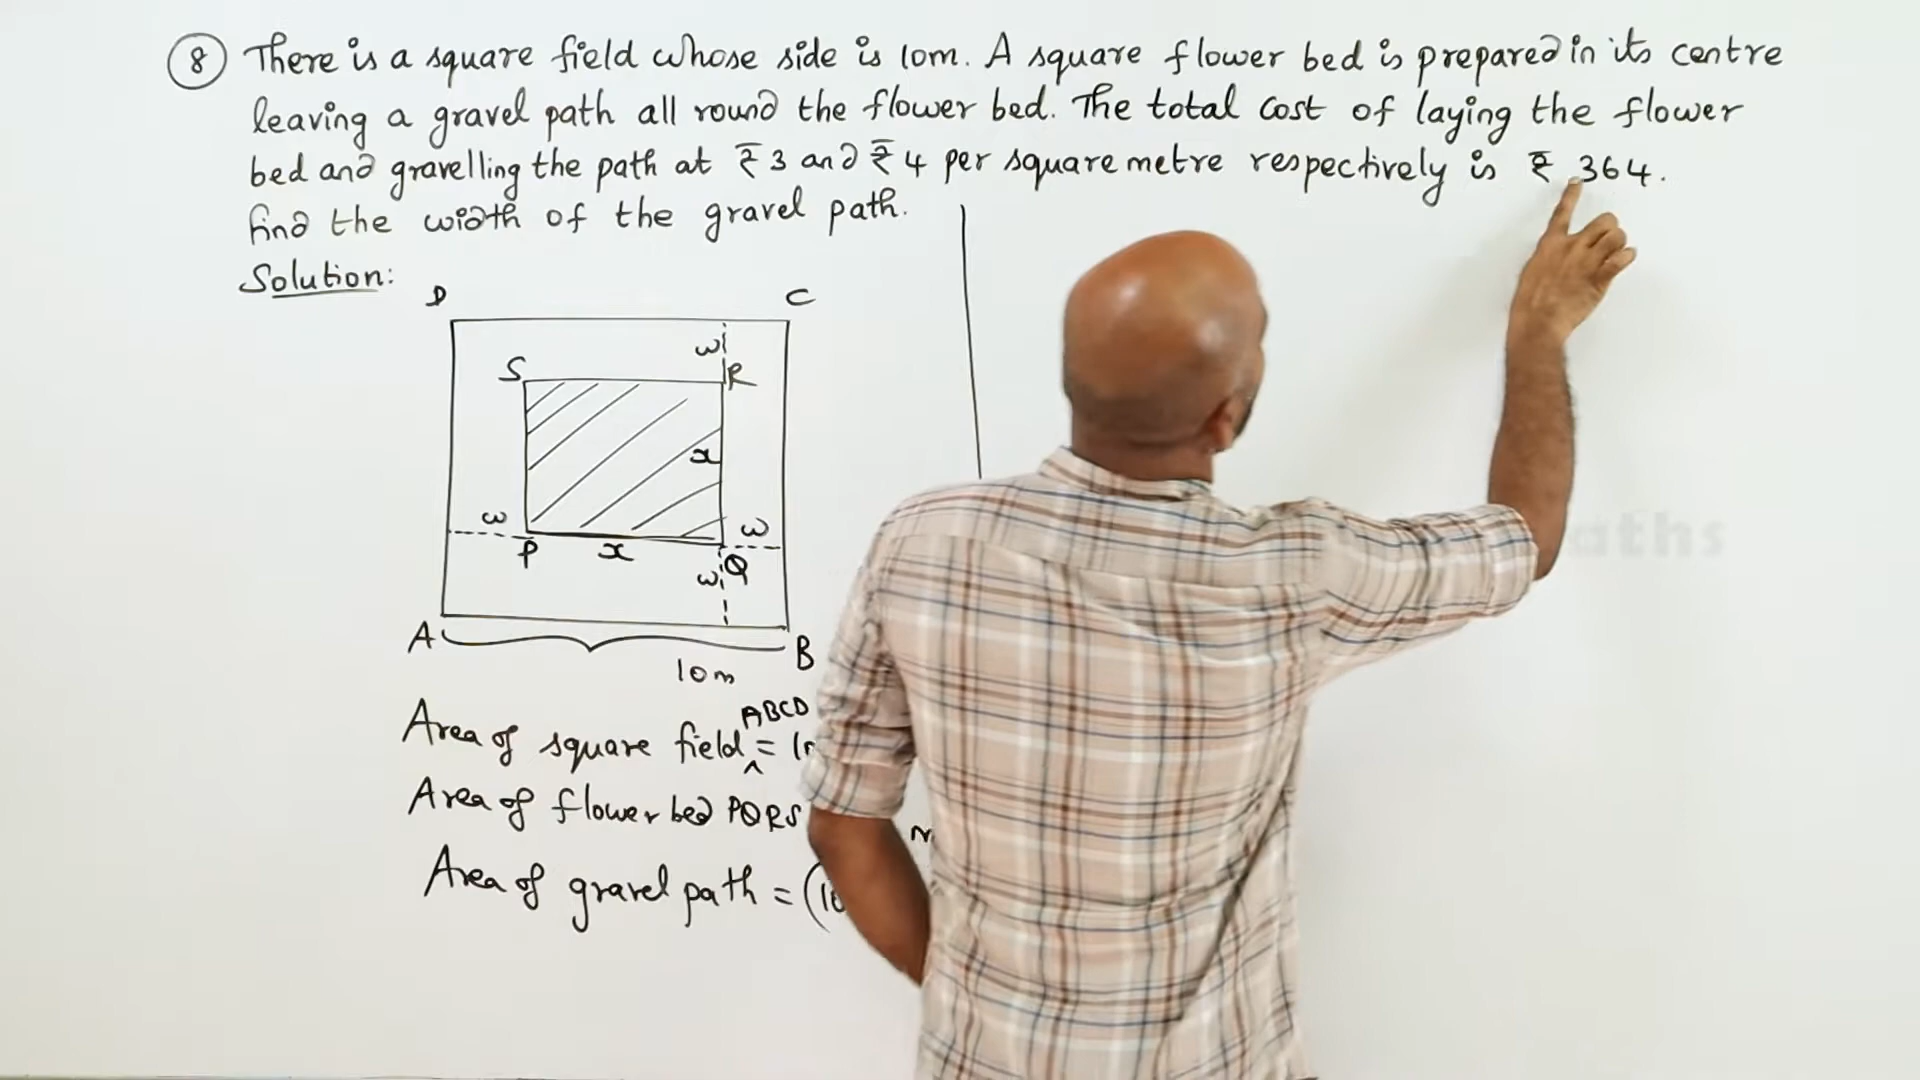 8 There is a square field whose side is 10m. A square flower bed is prepared in its centre
leaving a gravel path all round the flower bed. The total cost of laying the flower
bed and gravelling the path at ₹3 and ₹4 per square metre respectively is ₹ 364.
find the width of the gravel path.
Solution:
D C
w
S R
x
w w
P x Q
w
A B
10m
ABCD
Area of square field =
Area of flower bed PQRS
Area of gravel path = (10